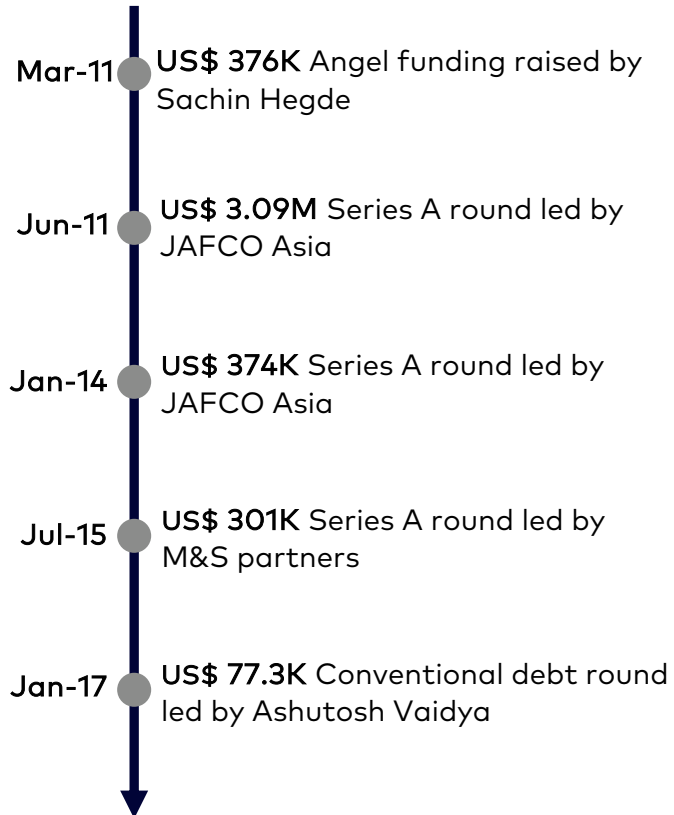 Mar-11
US$ 376K Angel funding raised by
Sachin Hegde
Jun-11
US$ 3.09M Series A round led by
JAFCO Asia
Jan-14
US$ 374K Series A round led by
JAFCO Asia
Jul-15
US$ 301K Series A round led by
M&S partners
Jan-17
US$ 77.3K Conventional debt round
led by Ashutosh Vaidya